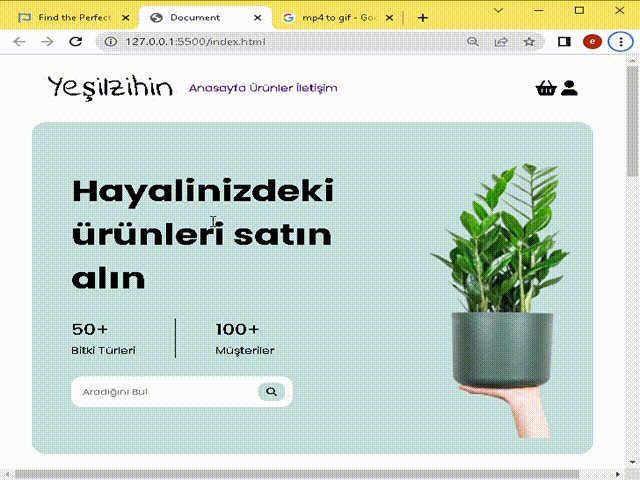 Find the Perfect
Document
mp4 to gif - Goo
127.0.0.1:5500/index.html
e
Yeşilzihin
Anasayfa Ürünler İletişim
Hayalinizdeki
ürünleri satın
alın
50+
100+
Bitki Türleri
Müşteriler
Aradığını Bul